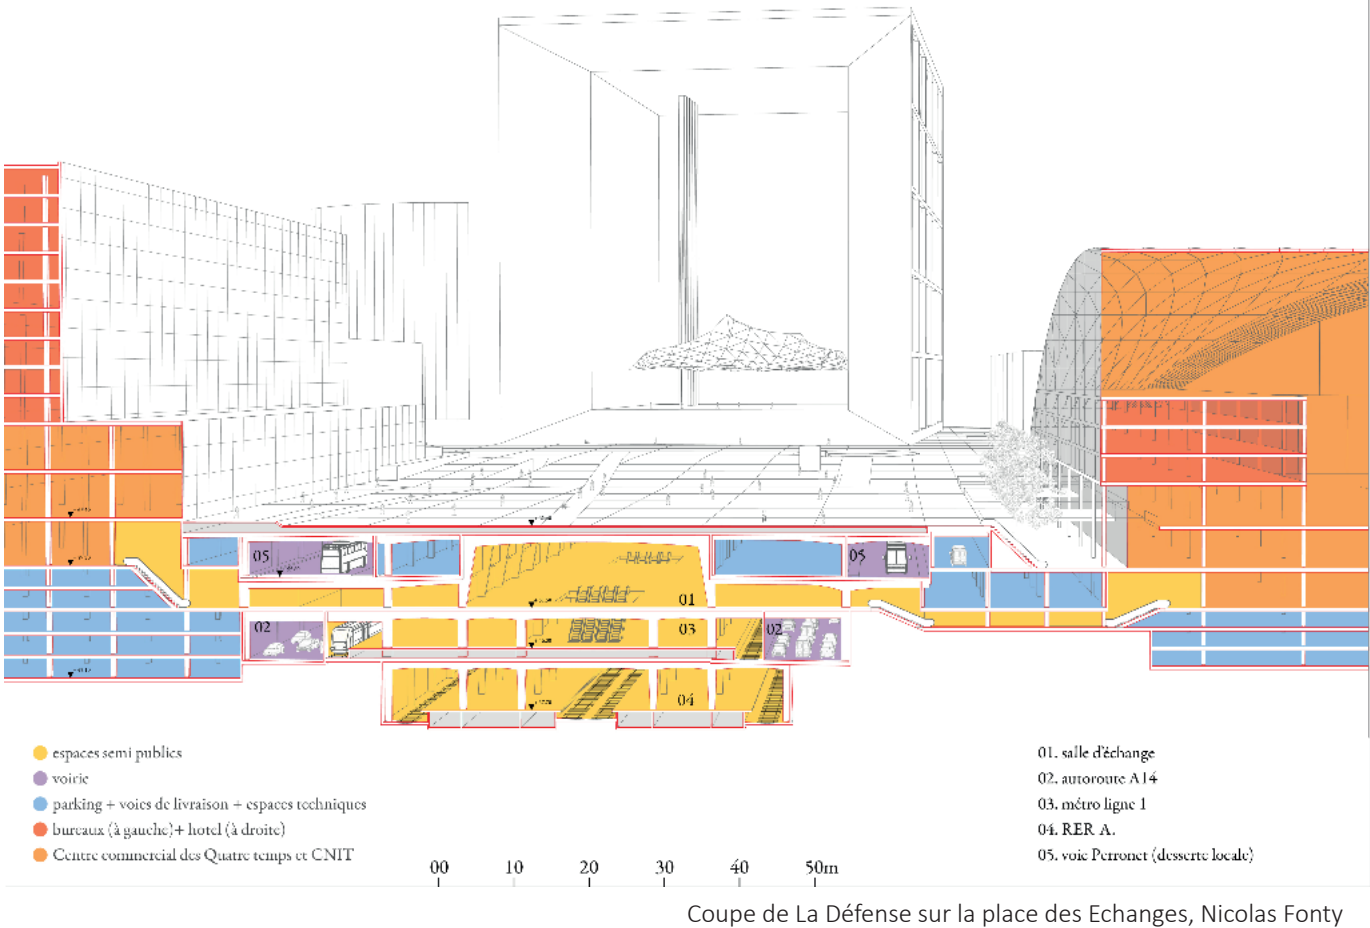 05
05
01
02
03
02
04
espaces semi publics
voirie
parking + voies de livraison + espaces techniques
bureaux (à gauche)+ hotel (à droite)
Centre commercial des Quatre temps et CNIT
01. salle d'échange
02. autoroute A14
03. métro ligne 1
04. RER A.
05. voie Perronet (desserte locale)
00 10 20 30 40 50m
Coupe de La Défense sur la place des Echanges, Nicolas Fonty